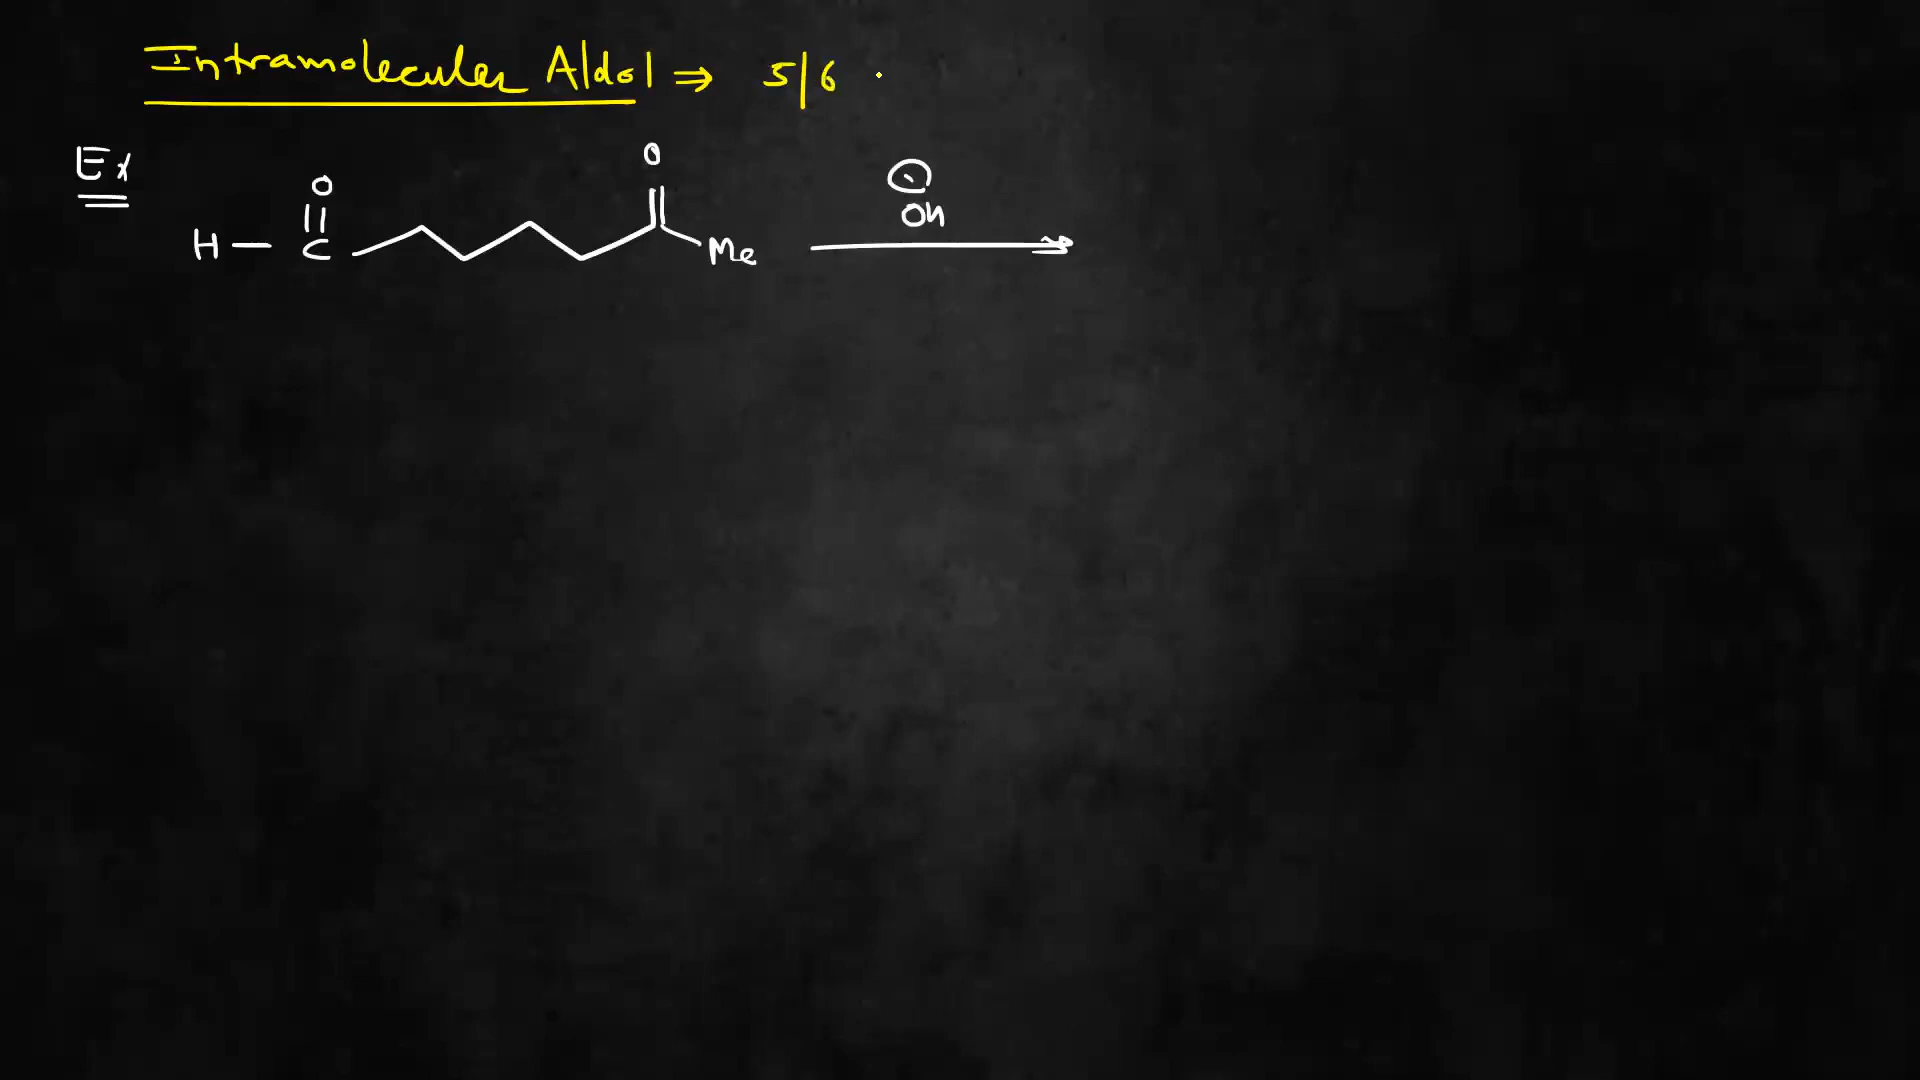 Intramolecular Aldol ⇒ 5/6
Ex
O
O
⊖
OH
H — C Me